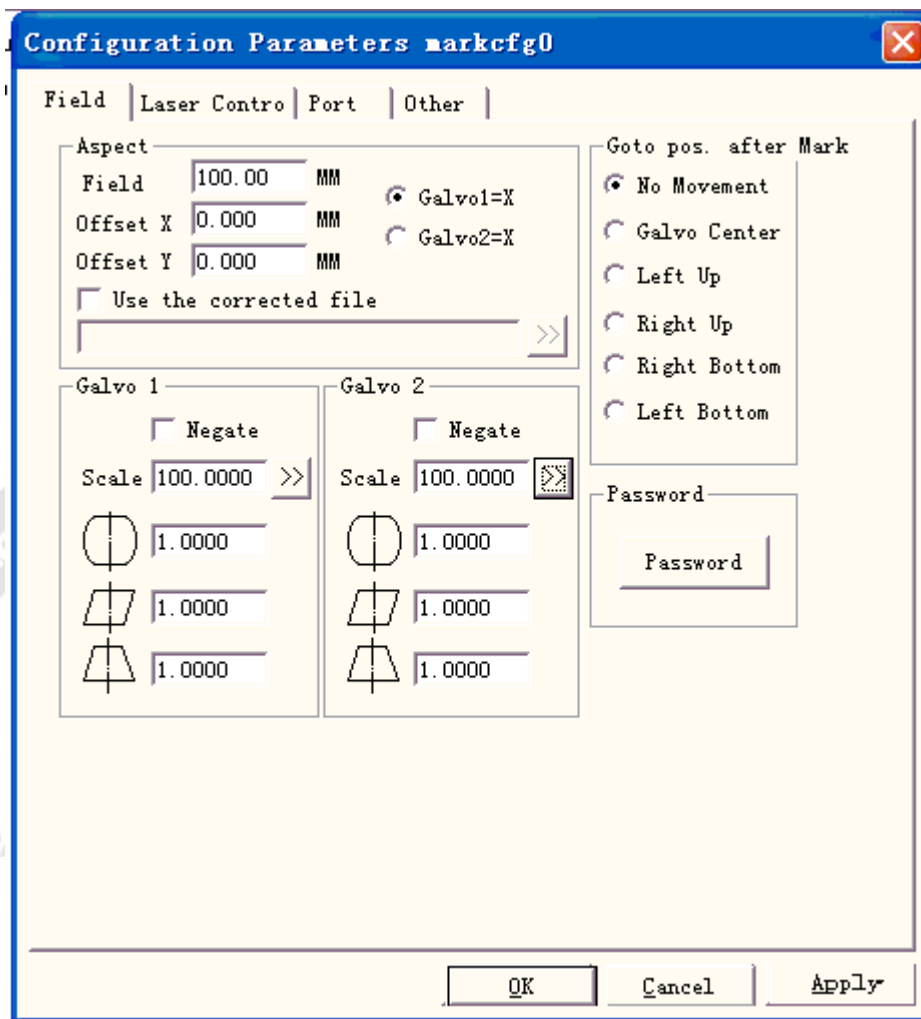 Configuration Parameters markcfg0
Field Laser Contro Port Other
Aspect
Field 100.00 MM
Offset X 0.000 MM
Offset Y 0.000 MM
Galvo1=X
Galvo2=X
Use the corrected file
>>
Goto pos. after Mark
No Movement
Galvo Center
Left Up
Right Up
Right Bottom
Left Bottom
Galvo 1
Negate
Scale 100.0000 >>
1.0000
1.0000
1.0000
Galvo 2
Negate
Scale 100.0000 >>
1.0000
1.0000
1.0000
Password
Password
OK Cancel Apply